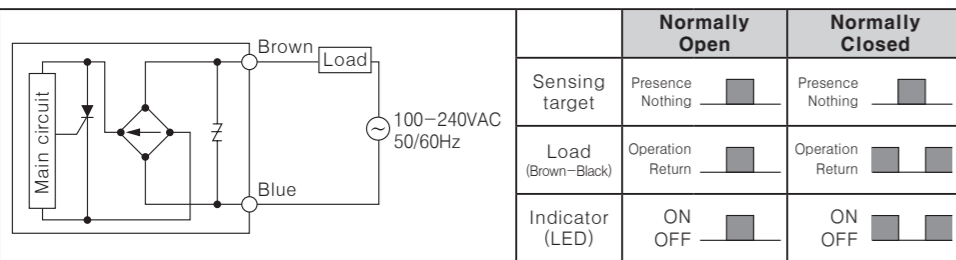 Main circuit
Brown
Load
100-240VAC
50/60Hz
Blue
Normally
Open
Normally
Closed
Sensing
target
Presence
Nothing
Presence
Nothing
Load
(Brown-Black)
Operation
Return
Operation
Return
Indicator
(LED)
ON
OFF
ON
OFF